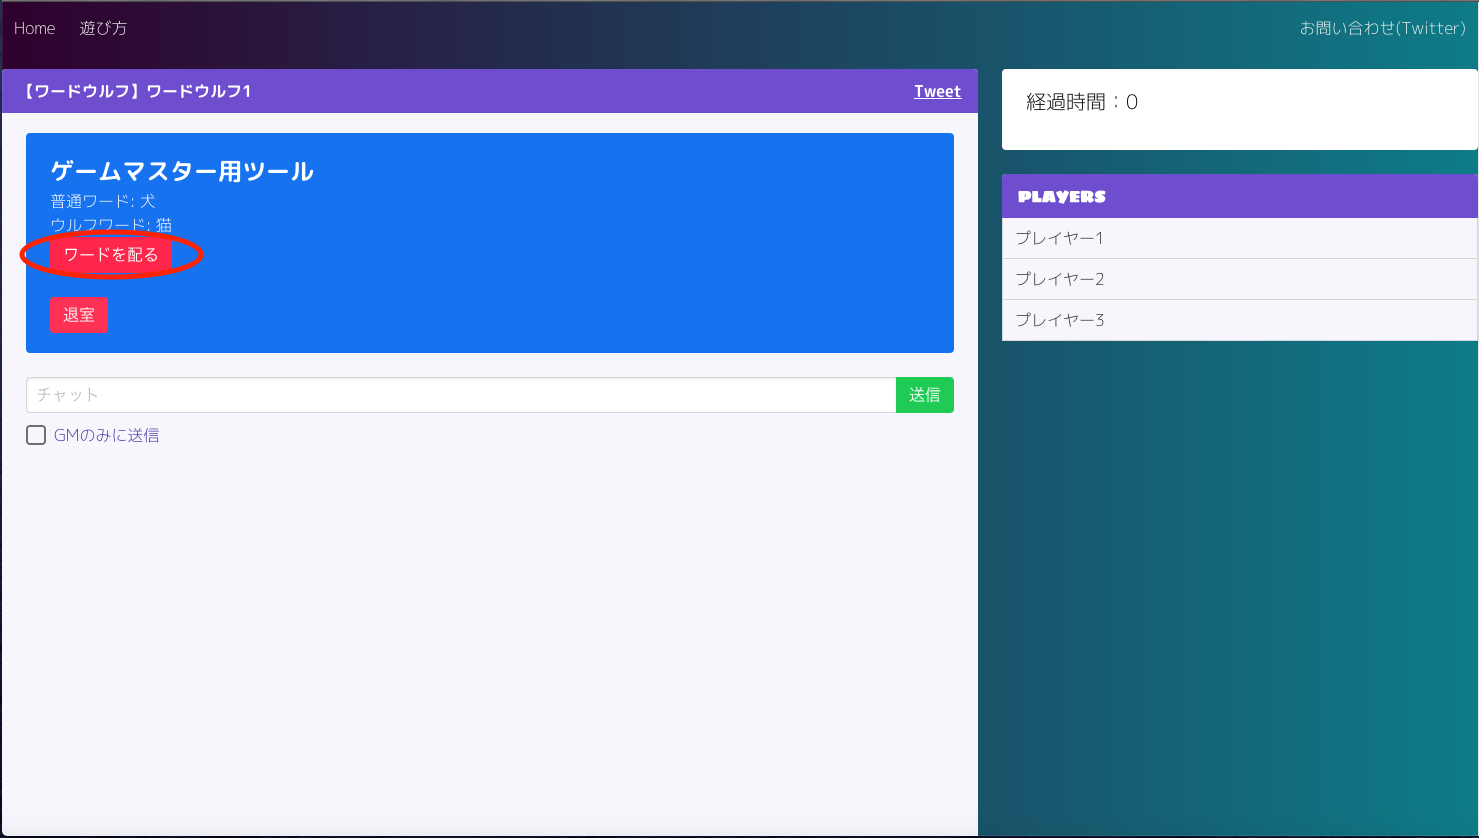 Home 遊び方 お問い合わせ(Twitter)
【ワードウルフ】ワードウルフ1 Tweet
ゲームマスター用ツール
普通ワード: 犬
ウルフワード: 猫
ワードを配る
退室
チャット 送信
GMのみに送信
経過時間：0
PLAYERS
プレイヤー1
プレイヤー2
プレイヤー3